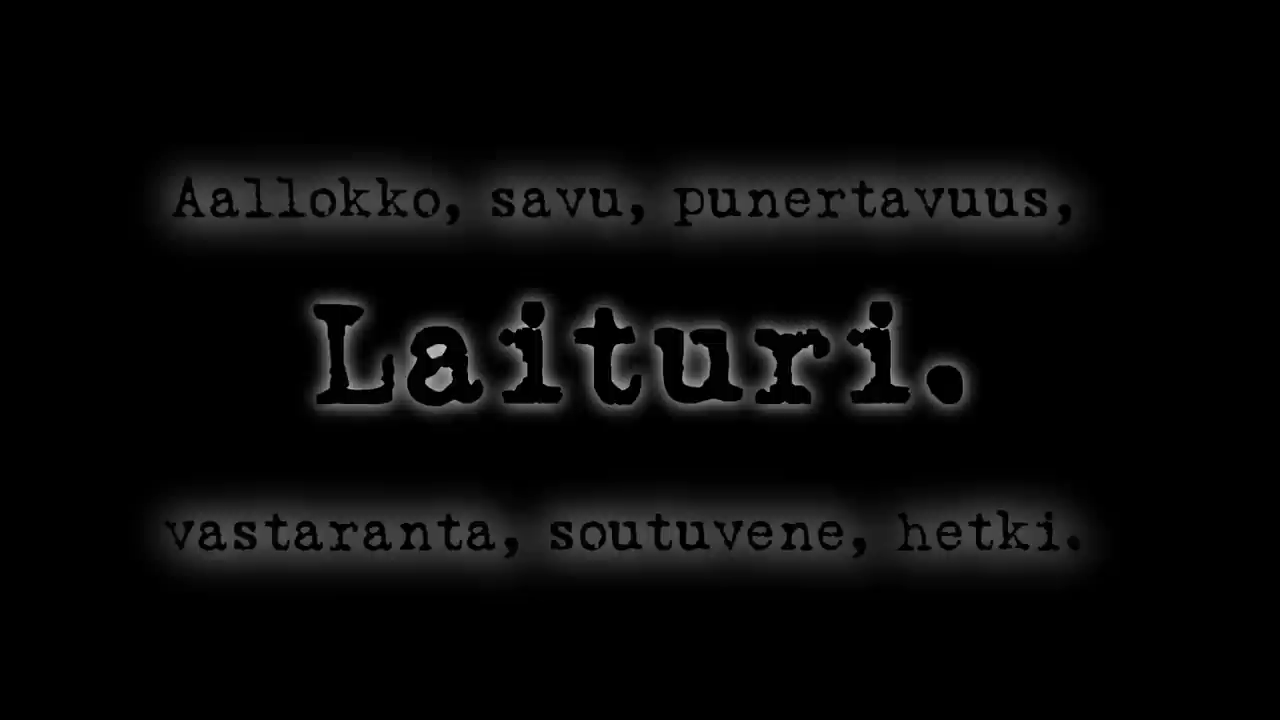 Aallokko, savu, punertavuus,
Laituri.
vastaranta, soutuvene, hetki.